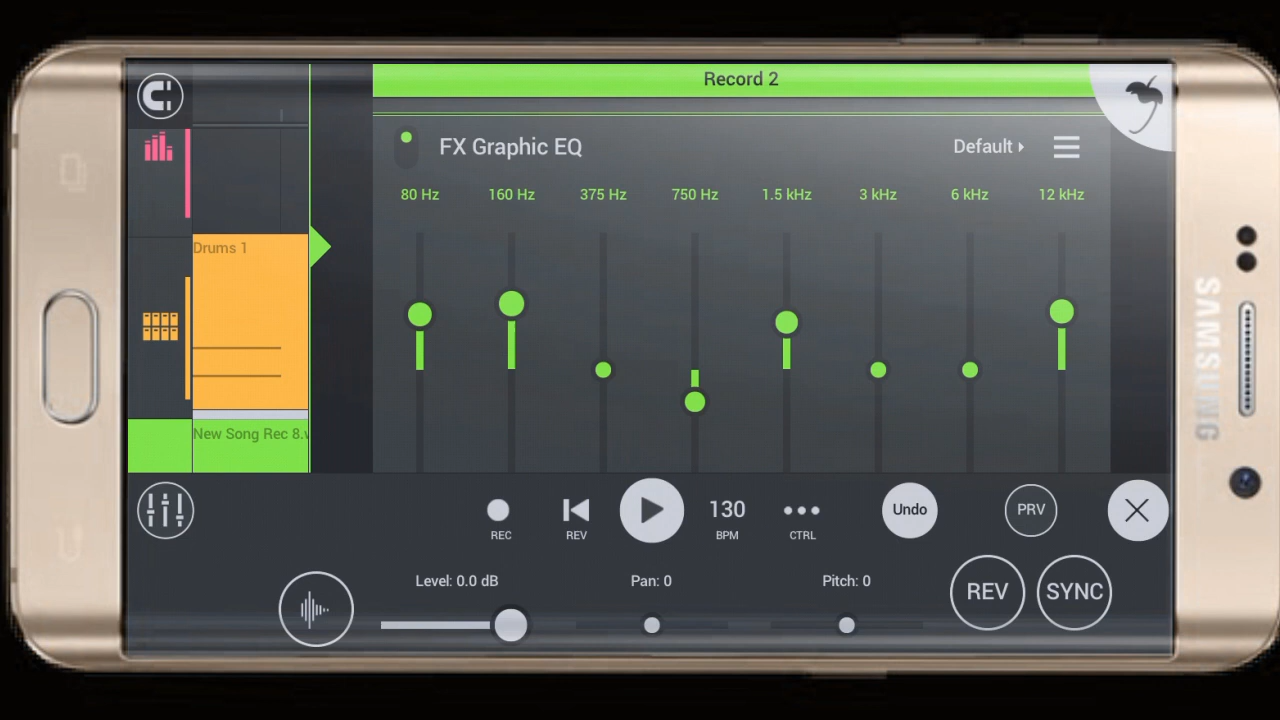 Record 2
FX Graphic EQ
Default
80 Hz 160 Hz 375 Hz 750 Hz 1.5 kHz 3 kHz 6 kHz 12 kHz
Drums 1
New Song Rec 8.
REC
REV
130
BPM
CTRL
Undo
PRV
Level: 0.0 dB
Pan: 0
Pitch: 0
REV
SYNC
SAMSUNG